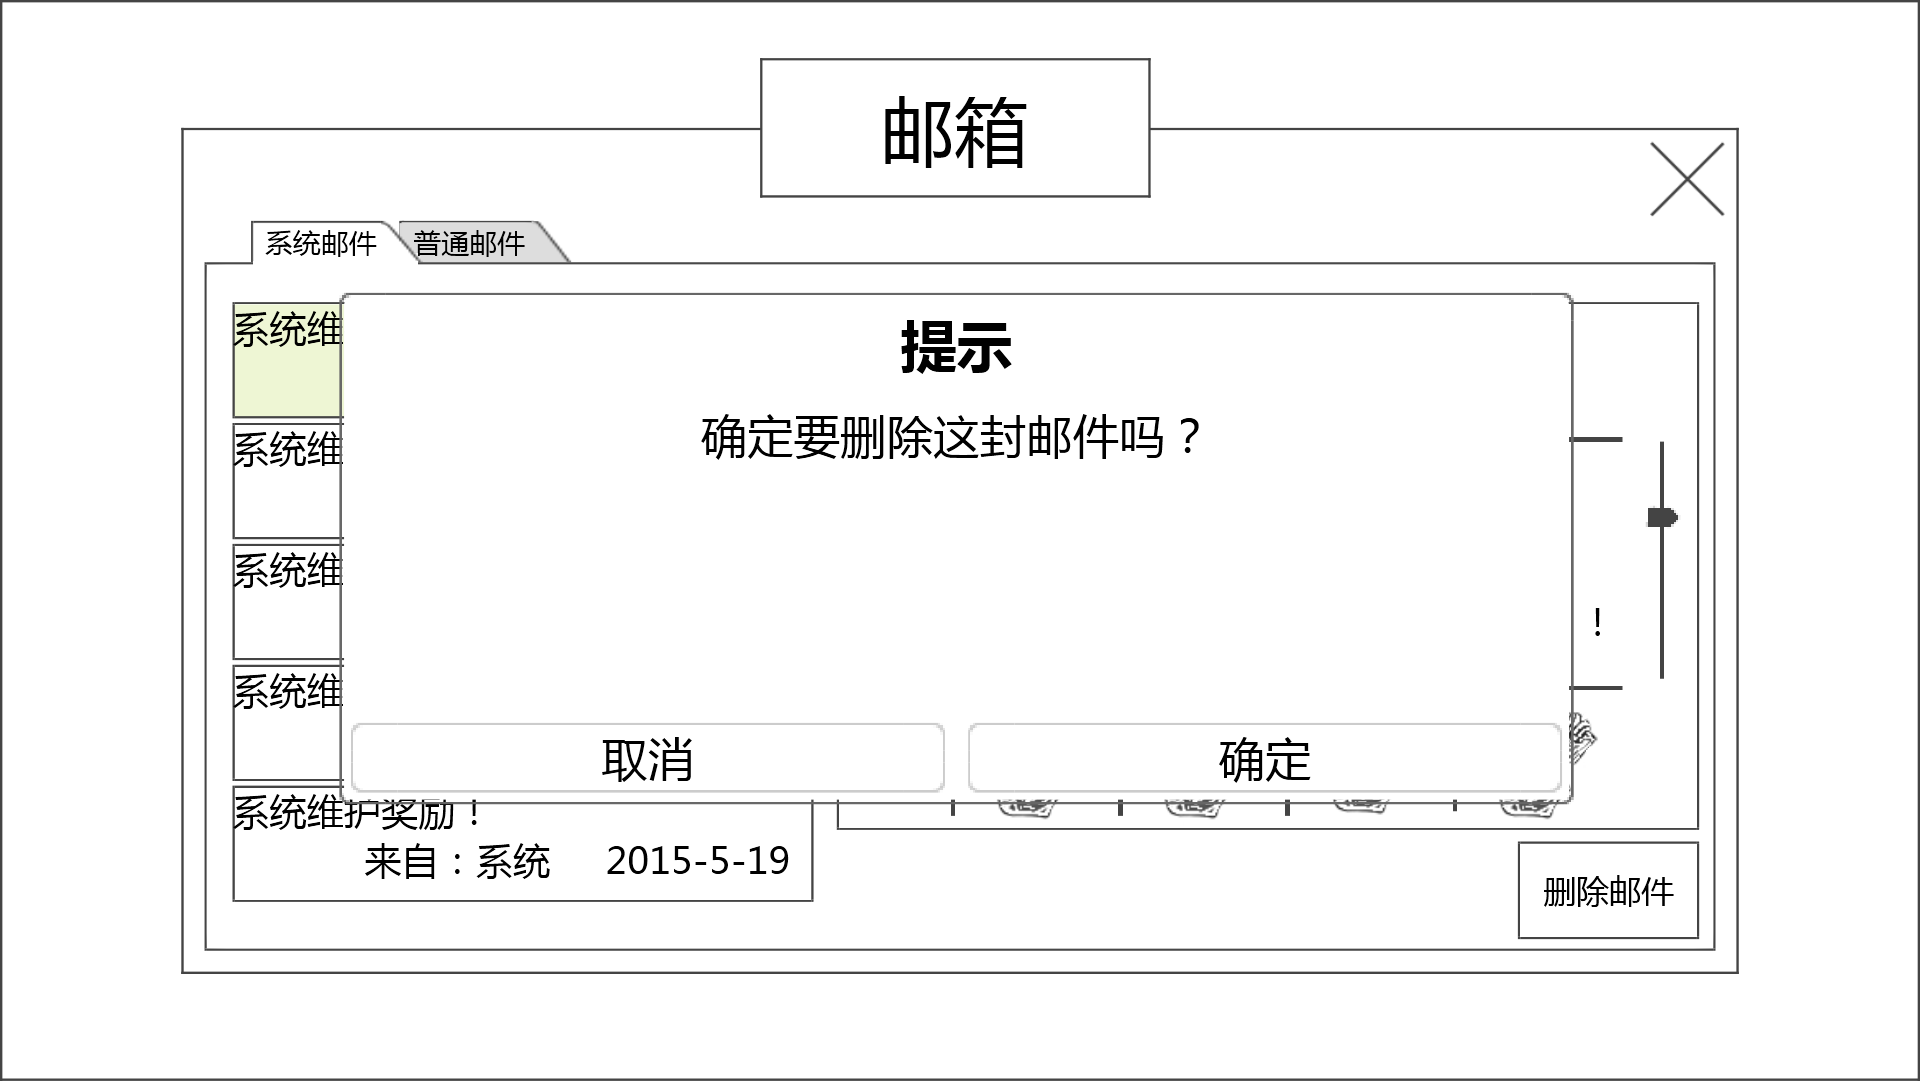 邮箱
系统邮件
普通邮件
系统维
提示
确定要删除这封邮件吗？
系统维
系统维
!
系统维
取消
确定
系统维护奖励！
来自：系统 2015-5-19
删除邮件